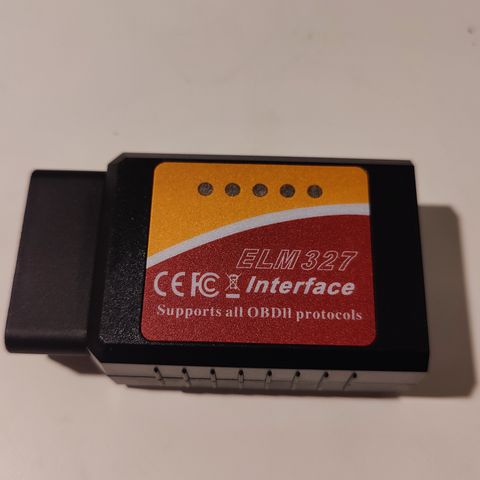 ELM327
CE FC Interface
Supports all OBDII protocols